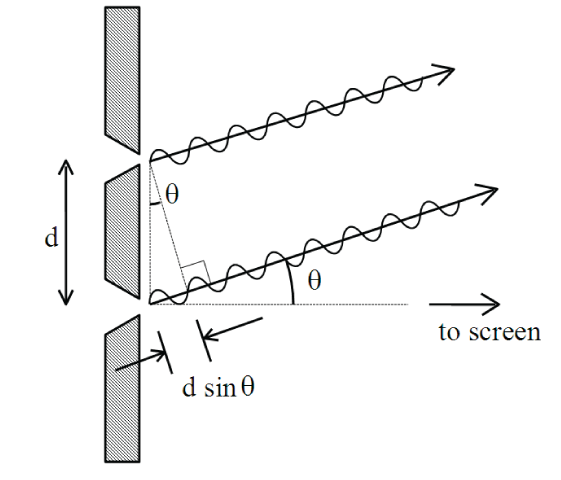 θ
d
θ
to screen
d sin θ